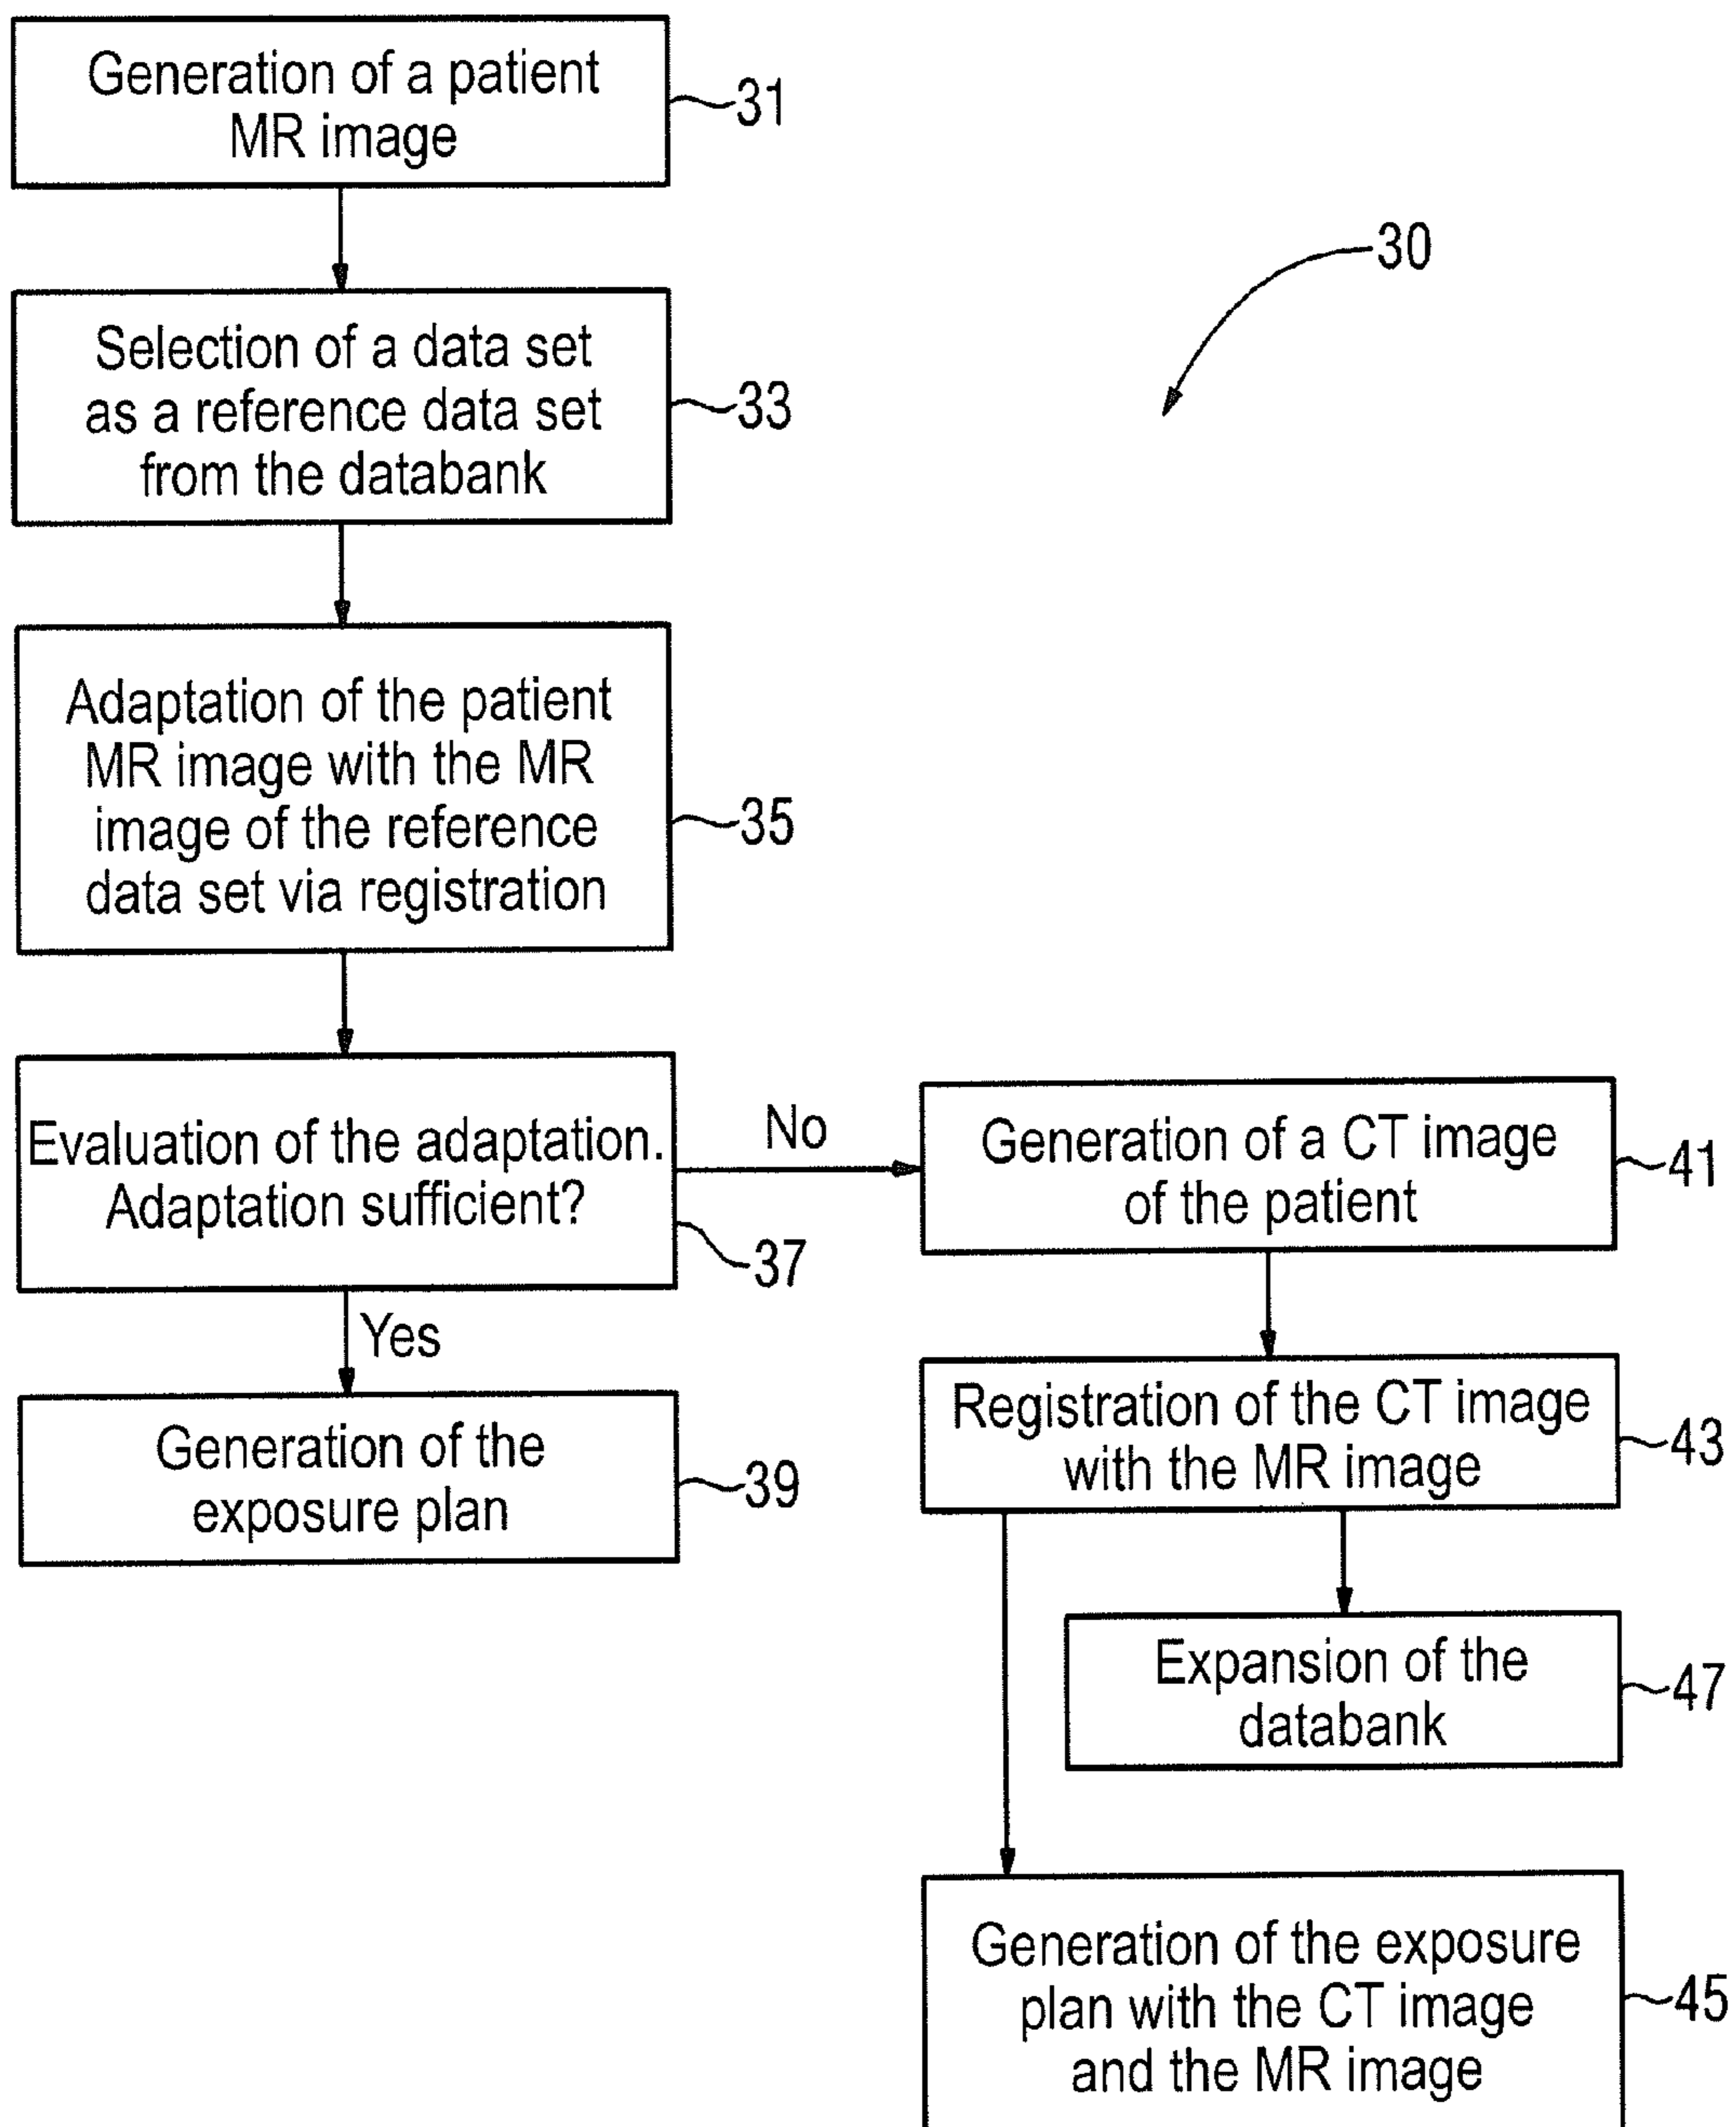 Generation of a patient
MR image
31
30
Selection of a data set
as a reference data set
from the databank
33
Adaptation of the patient
MR image with the MR
image of the reference
data set via registration
35
Evaluation of the adaptation.
Adaptation sufficient?
37
No
Yes
Generation of the
exposure plan
39
Generation of a CT image
of the patient
41
Registration of the CT image
with the MR image
43
Expansion of the
databank
47
Generation of the exposure
plan with the CT image
and the MR image
45